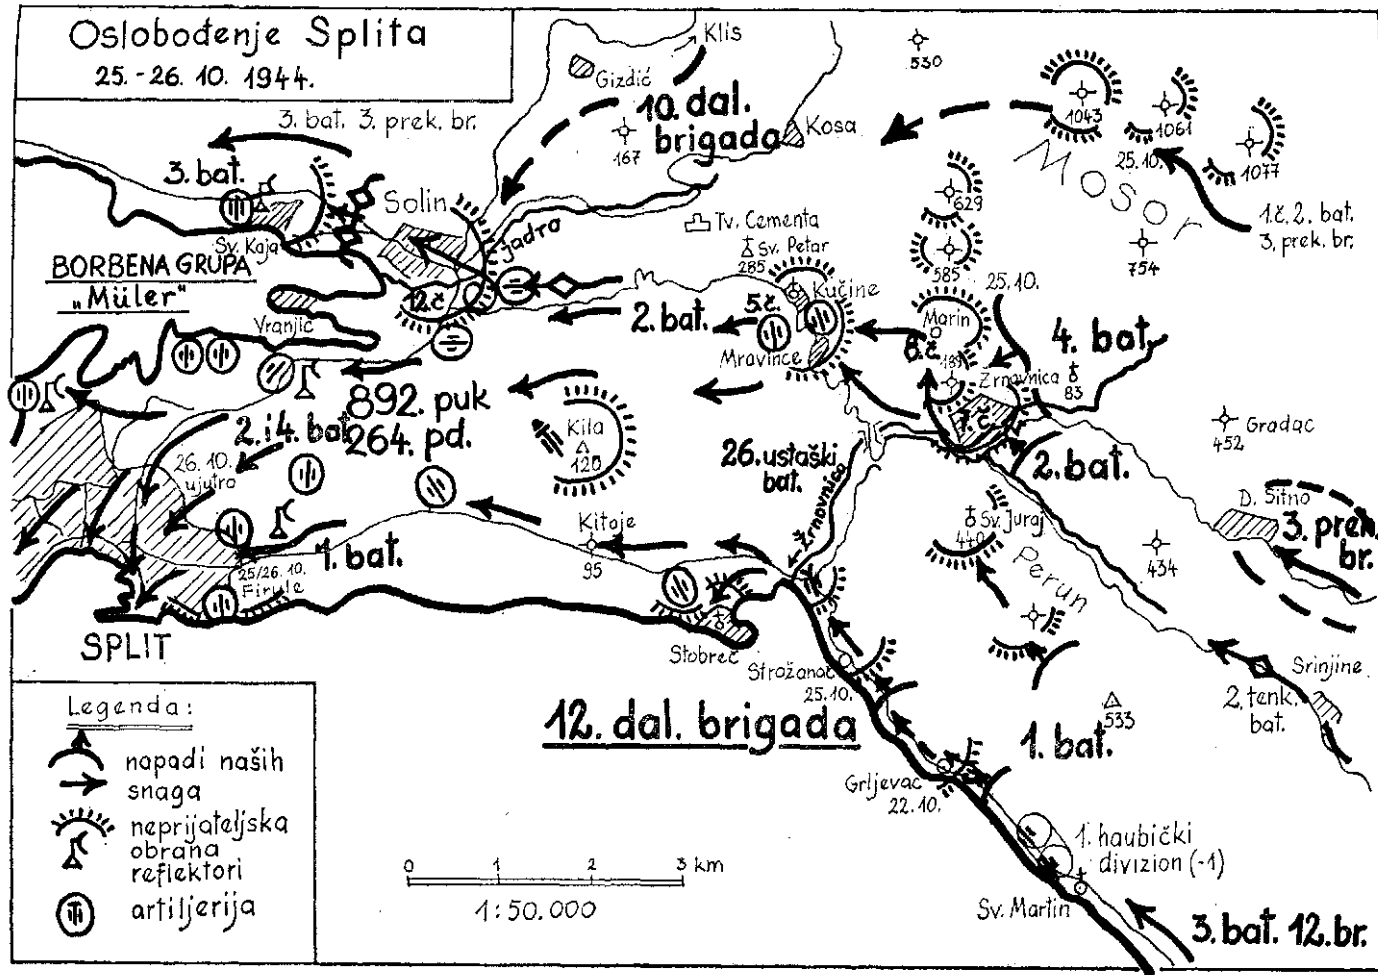 Oslobođenje Splita
25.-26. 10. 1944.
Klis
Gizdić
530
3. bat. 3. prek. br.
10. dal.
brigada
167
Kosa
1043
1061
25.10.
1077
Mosor
3. bat.
Solin
Jadro
Sv. Kaja
Tv. Cementa
Sv. Petar
285
629
585
754
1. č. 2. bat.
3. prek. br.
BORBENA GRUPA
„Müler"
Vranjic
12.č
2. bat.
5.č.
Kučine
Mravince
Marin
25.10.
8.č.
189
4. bat.
Žrnovnica
83
7.č.
892. puk
264. pd.
2. i 4. bat
26. 10.
ujutro
Kila
120
26. ustaški
bat.
Žrnovnica
2. bat.
452
Gradac
D. Sitno
3. prek.
br.
Sv. Juraj
440
Perun
434
1. bat.
25/26. 10.
Firule
Kitoje
95
SPLIT
Stobreč
Strožanac
25.10.
Srinjine
2. tenk.
bat.
533
12. dal. brigada
1. bat.
Grljevac
22.10.
1. haubički
divizion (-1)
Sv. Martin
3. bat. 12. br.
Legenda:
napadi naših
snaga
neprijateljska
obrana
reflektori
artiljerija
0 1 2 3 km
1:50.000